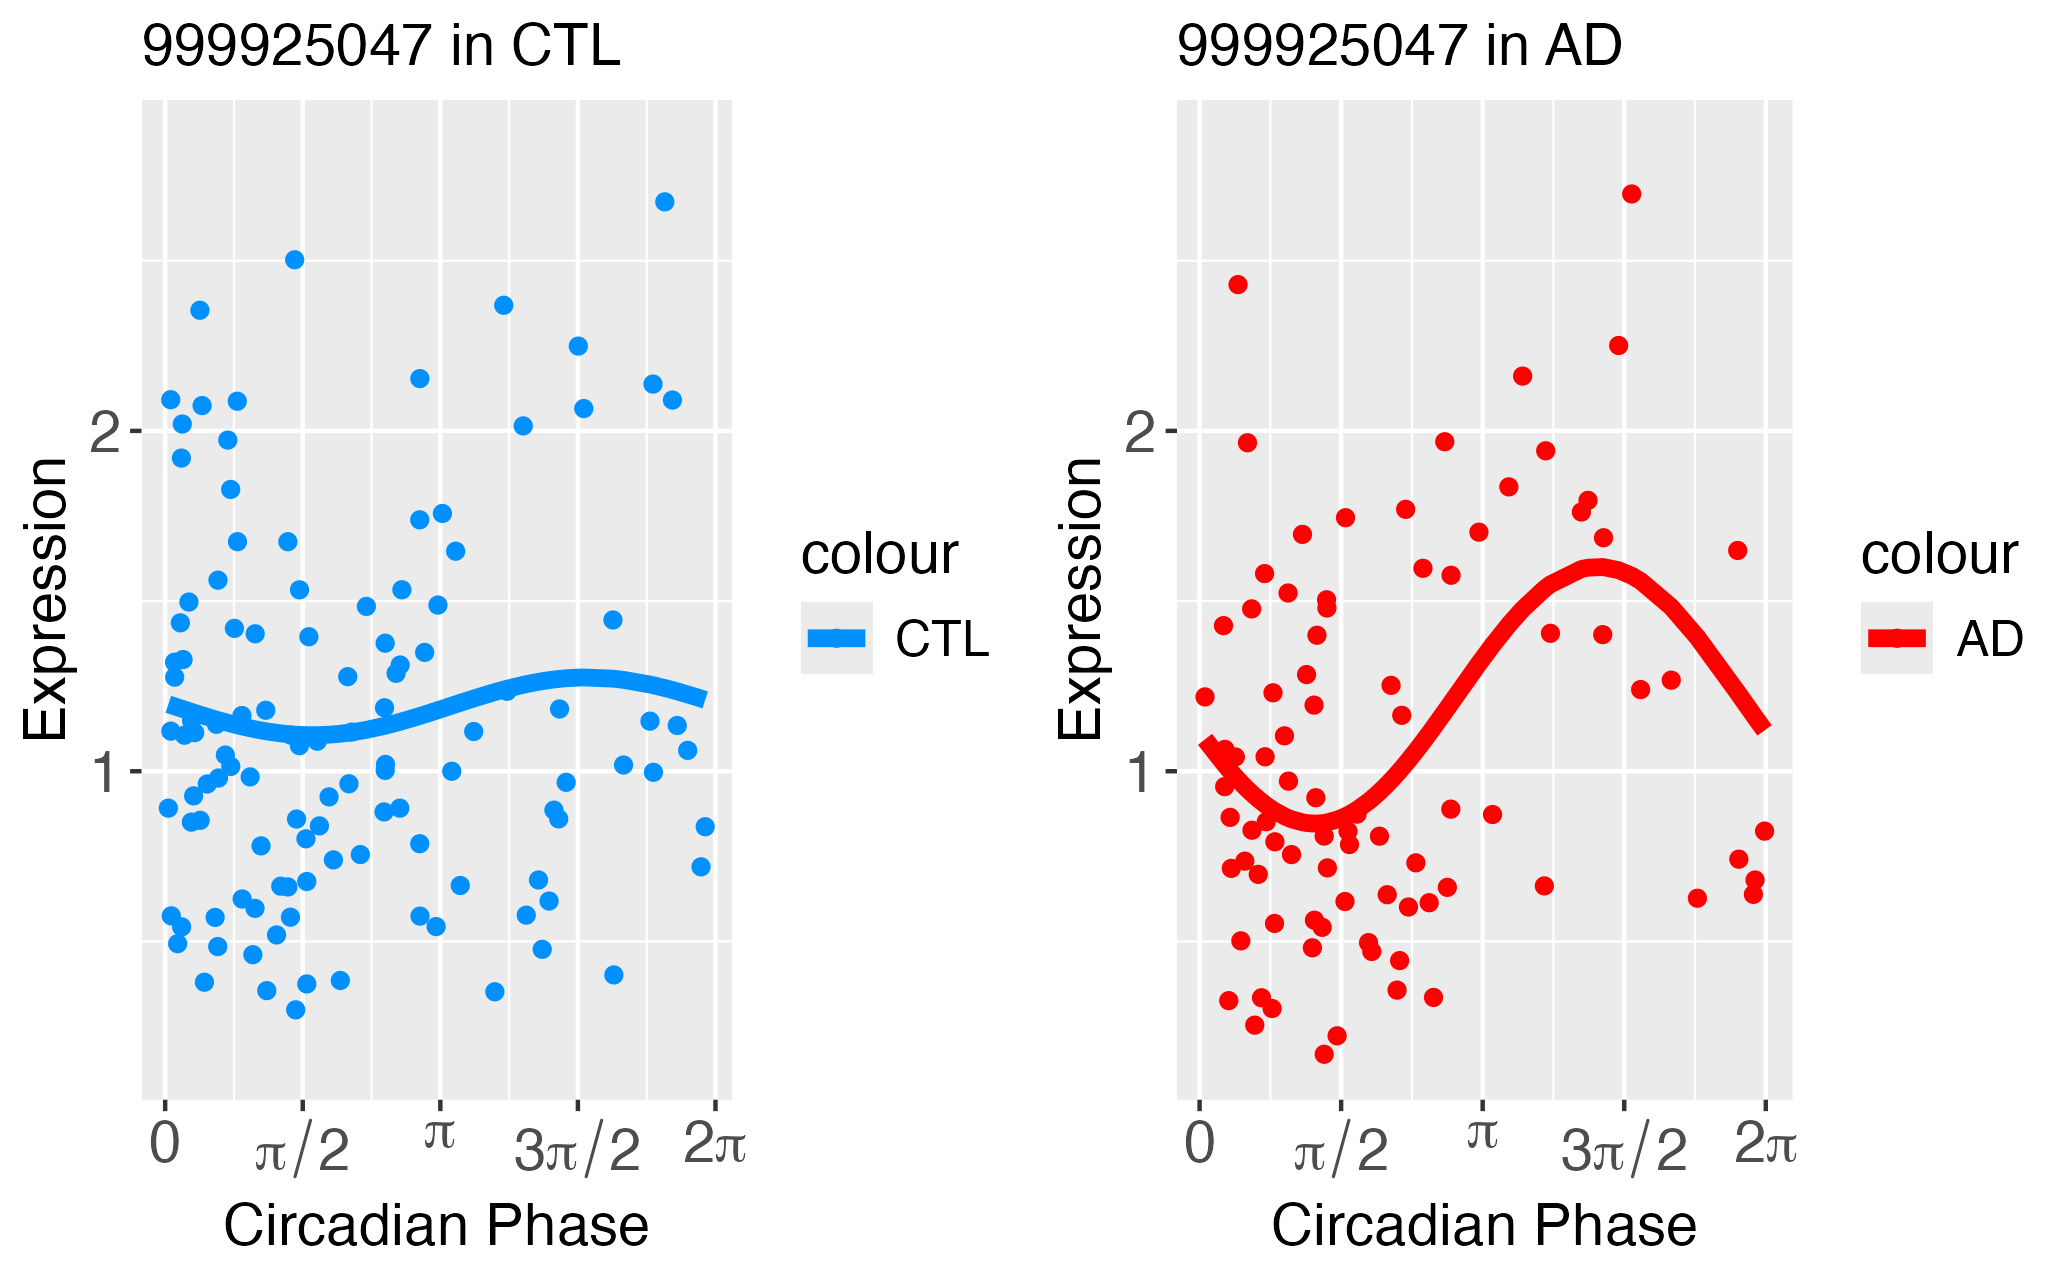 999925047 in CTL
Expression
2
1
0
π/2
π
3π/2
2π
Circadian Phase
colour
CTL
999925047 in AD
Expression
2
1
0
π/2
π
3π/2
2π
Circadian Phase
colour
AD